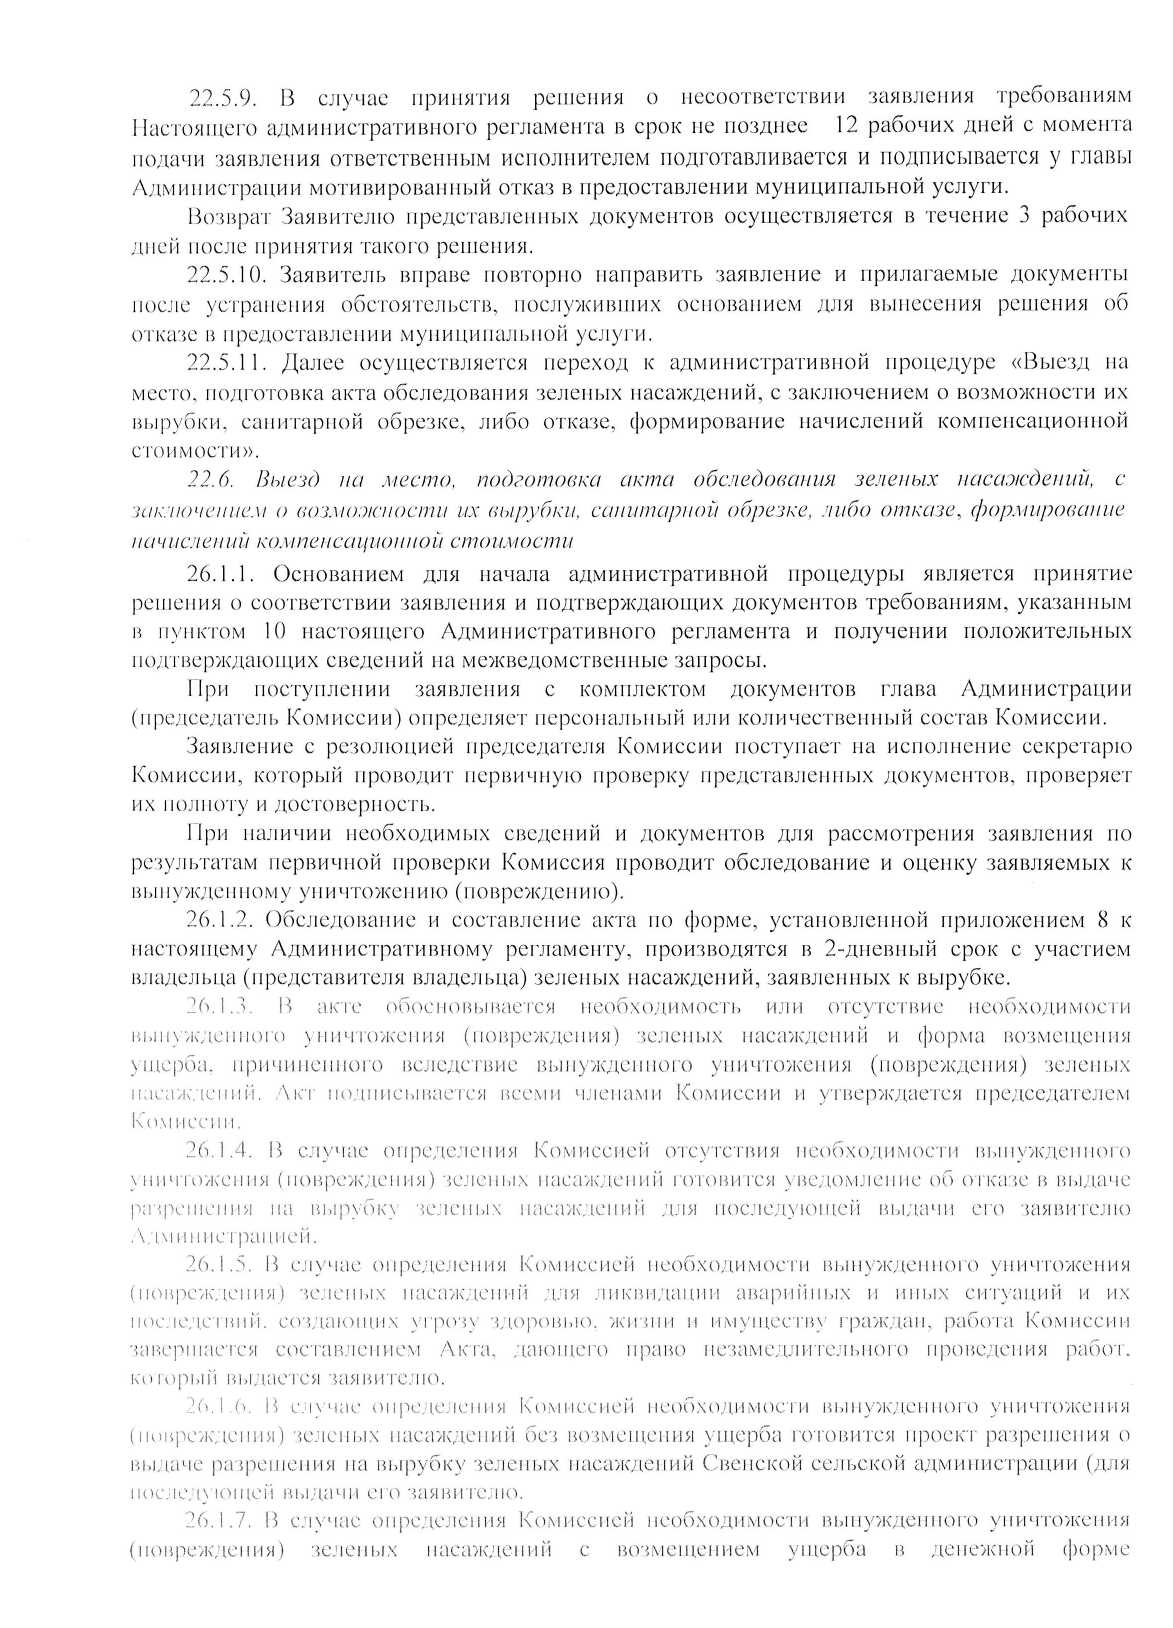 22.5.9. В случае принятия решения о несоответствии заявления требованиям
Настоящего административного регламента в срок не позднее 12 рабочих дней с момента
подачи заявления ответственным исполнителем подготавливается и подписывается у главы
Администрации мотивированный отказ в предоставлении муниципальной услуги.
Возврат Заявителю представленных документов осуществляется в течение 3 рабочих
дней после принятия такого решения.
22.5.10. Заявитель вправе повторно направить заявление и прилагаемые документы
после устранения обстоятельств, послуживших основанием для вынесения решения об
отказе в предоставлении муниципальной услуги.
22.5.11. Далее осуществляется переход к административной процедуре «Выезд на
место, подготовка акта обследования зеленых насаждений, с заключением о возможности их
вырубки, санитарной обрезке, либо отказе, формирование начислений компенсационной
стоимости».
22.6. Выезд на место, подготовка акта обследования зеленых насаждений, с
заключением о возможности их вырубки, санитарной обрезке, либо отказе, формирование
начислений компенсационной стоимости
26.1.1. Основанием для начала административной процедуры является принятие
решения о соответствии заявления и подтверждающих документов требованиям, указанным
в пунктом 10 настоящего Административного регламента и получении положительных
подтверждающих сведений на межведомственные запросы.
При поступлении заявления с комплектом документов глава Администрации
(председатель Комиссии) определяет персональный или количественный состав Комиссии.
Заявление с резолюцией председателя Комиссии поступает на исполнение секретарю
Комиссии, который проводит первичную проверку представленных документов, проверяет
их полноту и достоверность.
При наличии необходимых сведений и документов для рассмотрения заявления по
результатам первичной проверки Комиссия проводит обследование и оценку заявляемых к
вынужденному уничтожению (повреждению).
26.1.2. Обследование и составление акта по форме, установленной приложением 8 к
настоящему Административному регламенту, производятся в 2-дневный срок с участием
владельца (представителя владельца) зеленых насаждений, заявленных к вырубке.
26.1.3. В акте обосновывается необходимость или отсутствие необходимости
вынужденного уничтожения (повреждения) зеленых насаждений и форма возмещения
ущерба, причиненного вследствие вынужденного уничтожения (повреждения) зеленых
насаждений. Акт подписывается всеми членами Комиссии и утверждается председателем
Комиссии.
26.1.4. В случае определения Комиссией отсутствия необходимости вынужденного
уничтожения (повреждения) зеленых насаждений готовится уведомление об отказе в выдаче
разрешения на вырубку зеленых насаждений для последующей выдачи его заявителю
Администрацией.
26.1.5. В случае определения Комиссией необходимости вынужденного уничтожения
(повреждения) зеленых насаждений для ликвидации аварийных и иных ситуаций и их
последствий, создающих угрозу здоровью, жизни и имуществу граждан, работа Комиссии
завершается составлением Акта, дающего право незамедлительного проведения работ,
который выдается заявителю.
26.1.6. В случае определения Комиссией необходимости вынужденного уничтожения
(повреждения) зеленых насаждений без возмещения ущерба готовится проект разрешения о
выдаче разрешения на вырубку зеленых насаждений Свенской сельской администрации (для
последующей выдачи его заявителю.
26.1.7. В случае определения Комиссией необходимости вынужденного уничтожения
(повреждения) зеленых насаждений с возмещением ущерба в денежной форме